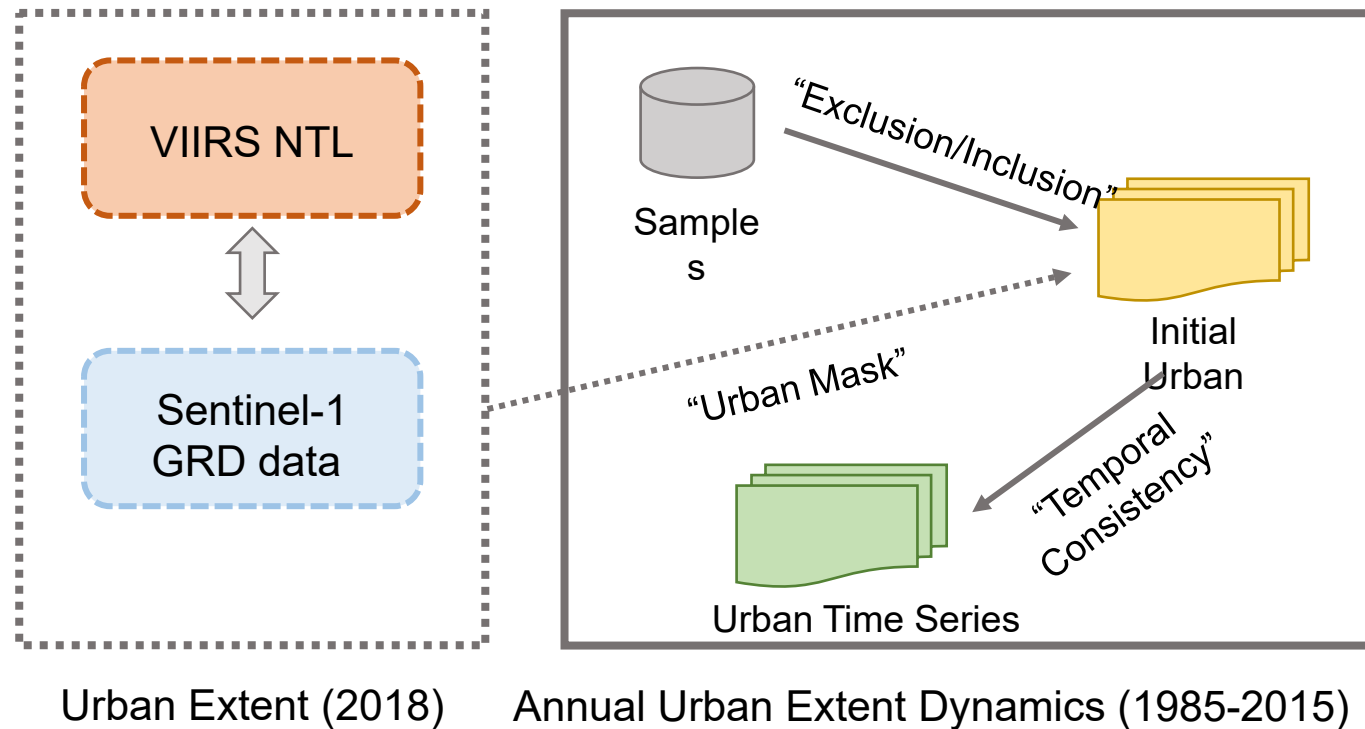 VIIRS NTL
Sentinel-1
GRD data
Urban Extent (2018)
“Exclusion/Inclusion”
Sample
s
Initial
Urban
“Urban Mask”
“Temporal
Consistency”
Urban Time Series
Annual Urban Extent Dynamics (1985-2015)